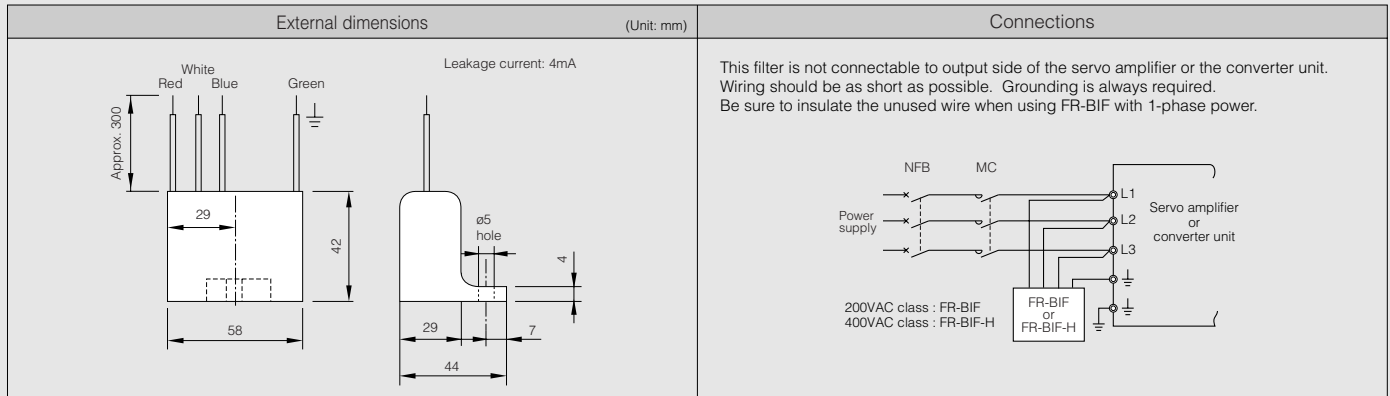 External dimensions
(Unit: mm)
Leakage current: 4mA
White
Red
Blue
Green
Approx. 300
29
42
58
ø5
hole
4
29
7
44
Connections
This filter is not connectable to output side of the servo amplifier or the converter unit.
Wiring should be as short as possible. Grounding is always required.
Be sure to insulate the unused wire when using FR-BIF with 1-phase power.
NFB
MC
Power
supply
L1
L2
L3
Servo amplifier
or
converter unit
200VAC class : FR-BIF
400VAC class : FR-BIF-H
FR-BIF
or
FR-BIF-H